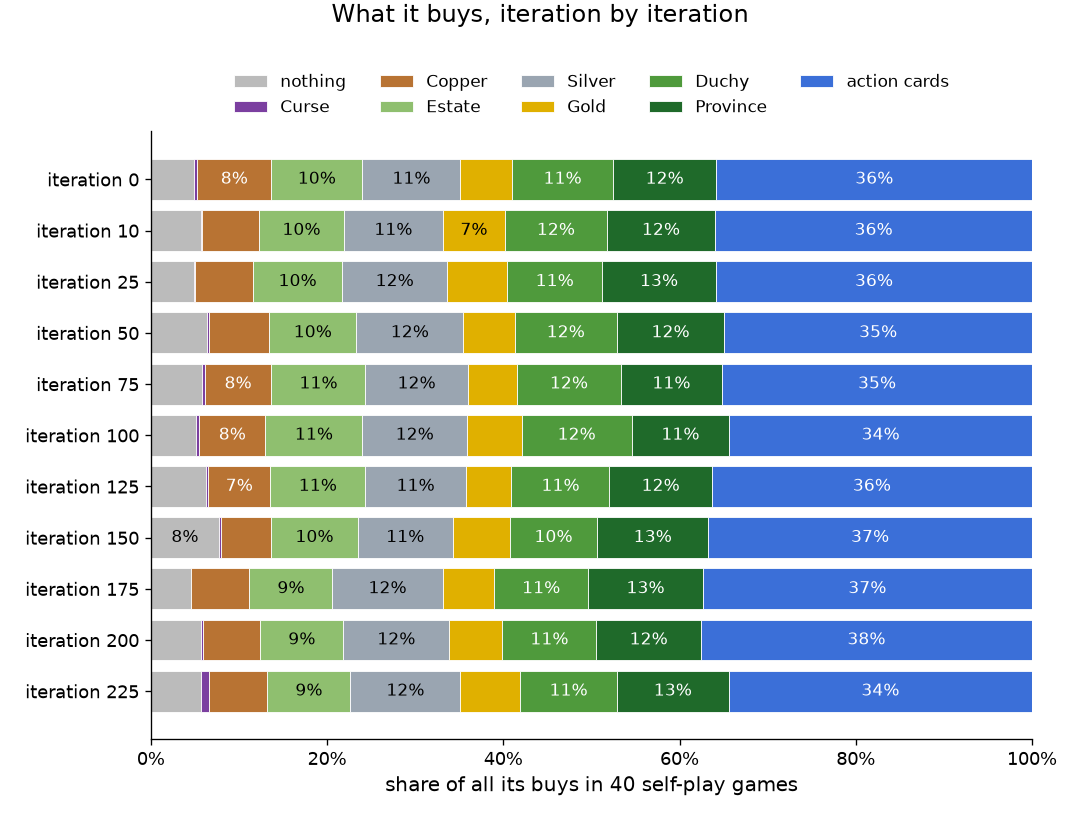 What it buys, iteration by iteration
nothing Copper Silver Duchy action cards
Curse Estate Gold Province
iteration 0 8% 10% 11% 11% 12% 36%
iteration 10 10% 11% 7% 12% 12% 36%
iteration 25 10% 12% 11% 13% 36%
iteration 50 10% 12% 12% 12% 35%
iteration 75 8% 11% 12% 12% 11% 35%
iteration 100 8% 11% 12% 12% 11% 34%
iteration 125 7% 11% 11% 11% 12% 36%
iteration 150 8% 10% 11% 10% 13% 37%
iteration 175 9% 12% 11% 13% 37%
iteration 200 9% 12% 11% 12% 38%
iteration 225 9% 12% 11% 13% 34%
0% 20% 40% 60% 80% 100%
share of all its buys in 40 self-play games